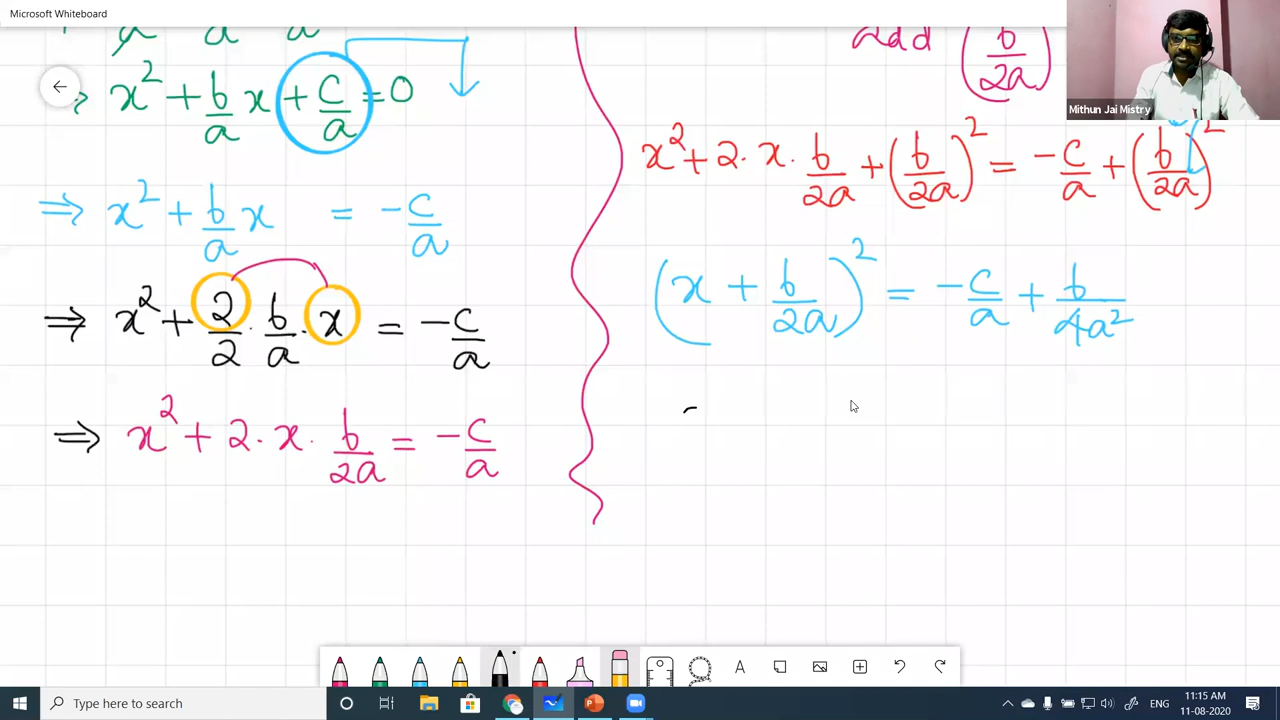 Microsoft Whiteboard
a a a
⇒ x² + b/a x + c/a = 0
⇒ x² + b/a x = -c/a
⇒ x² + 2/2 · b/a · x = -c/a
⇒ x² + 2 · x · b/2a = -c/a
add (b/2a)
x² + 2 · x · b/2a + (b/2a)² = -c/a + (b/2a)²
(x + b/2a)² = -c/a + b/4a²
Mithun Jai Mistry
A
Type here to search
ENG
11:15 AM
11-08-2020